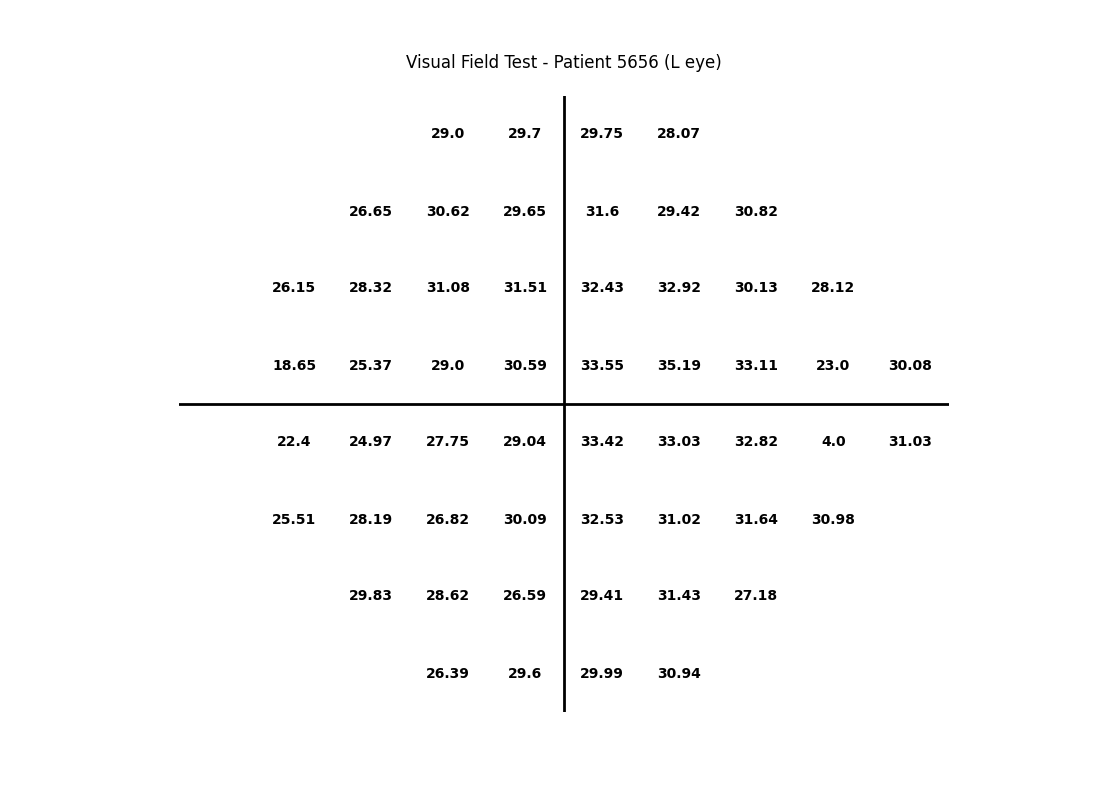 Visual Field Test - Patient 5656 (L eye)
29.0 29.7 29.75 28.07
26.65 30.62 29.65 31.6 29.42 30.82
26.15 28.32 31.08 31.51 32.43 32.92 30.13 28.12
18.65 25.37 29.0 30.59 33.55 35.19 33.11 23.0 30.08
22.4 24.97 27.75 29.04 33.42 33.03 32.82 4.0 31.03
25.51 28.19 26.82 30.09 32.53 31.02 31.64 30.98
29.83 28.62 26.59 29.41 31.43 27.18
26.39 29.6 29.99 30.94